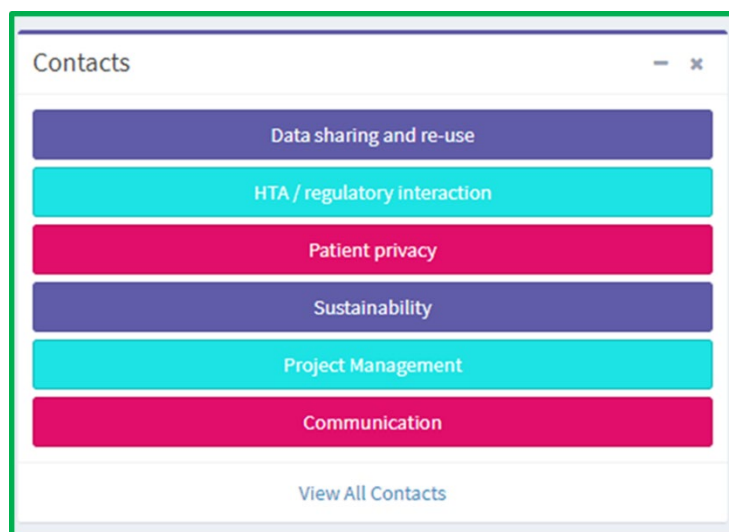 Contacts
Data sharing and re-use
HTA / regulatory interaction
Patient privacy
Sustainability
Project Management
Communication
View All Contacts